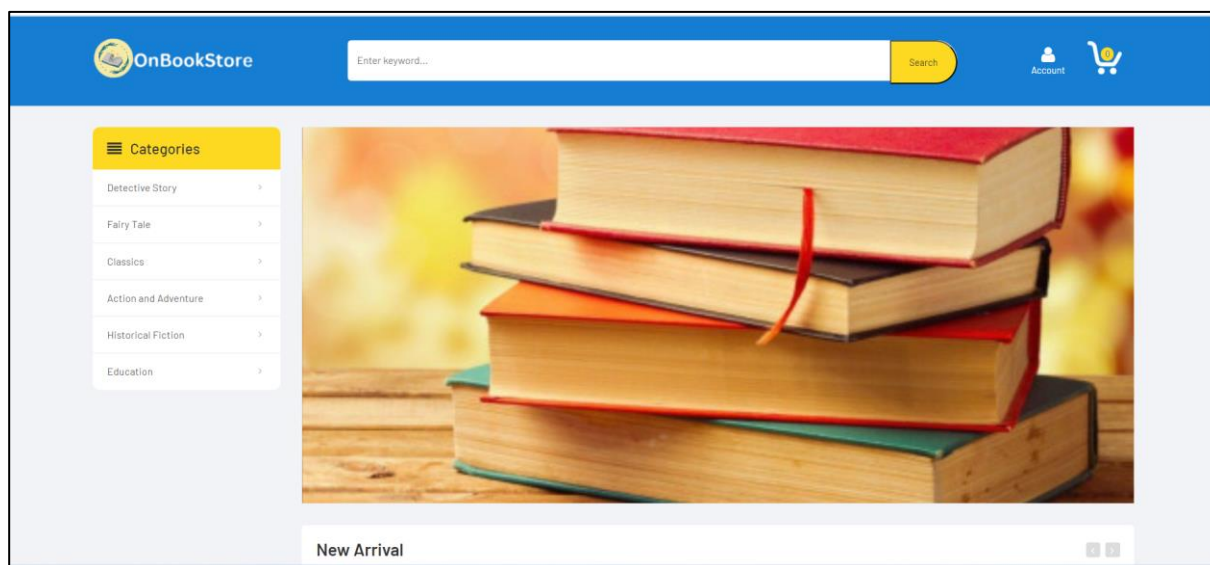 OnBookStore
Enter keyword...
Search
Account
0
Categories
Detective Story
Fairy Tale
Classics
Action and Adventure
Historical Fiction
Education
New Arrival